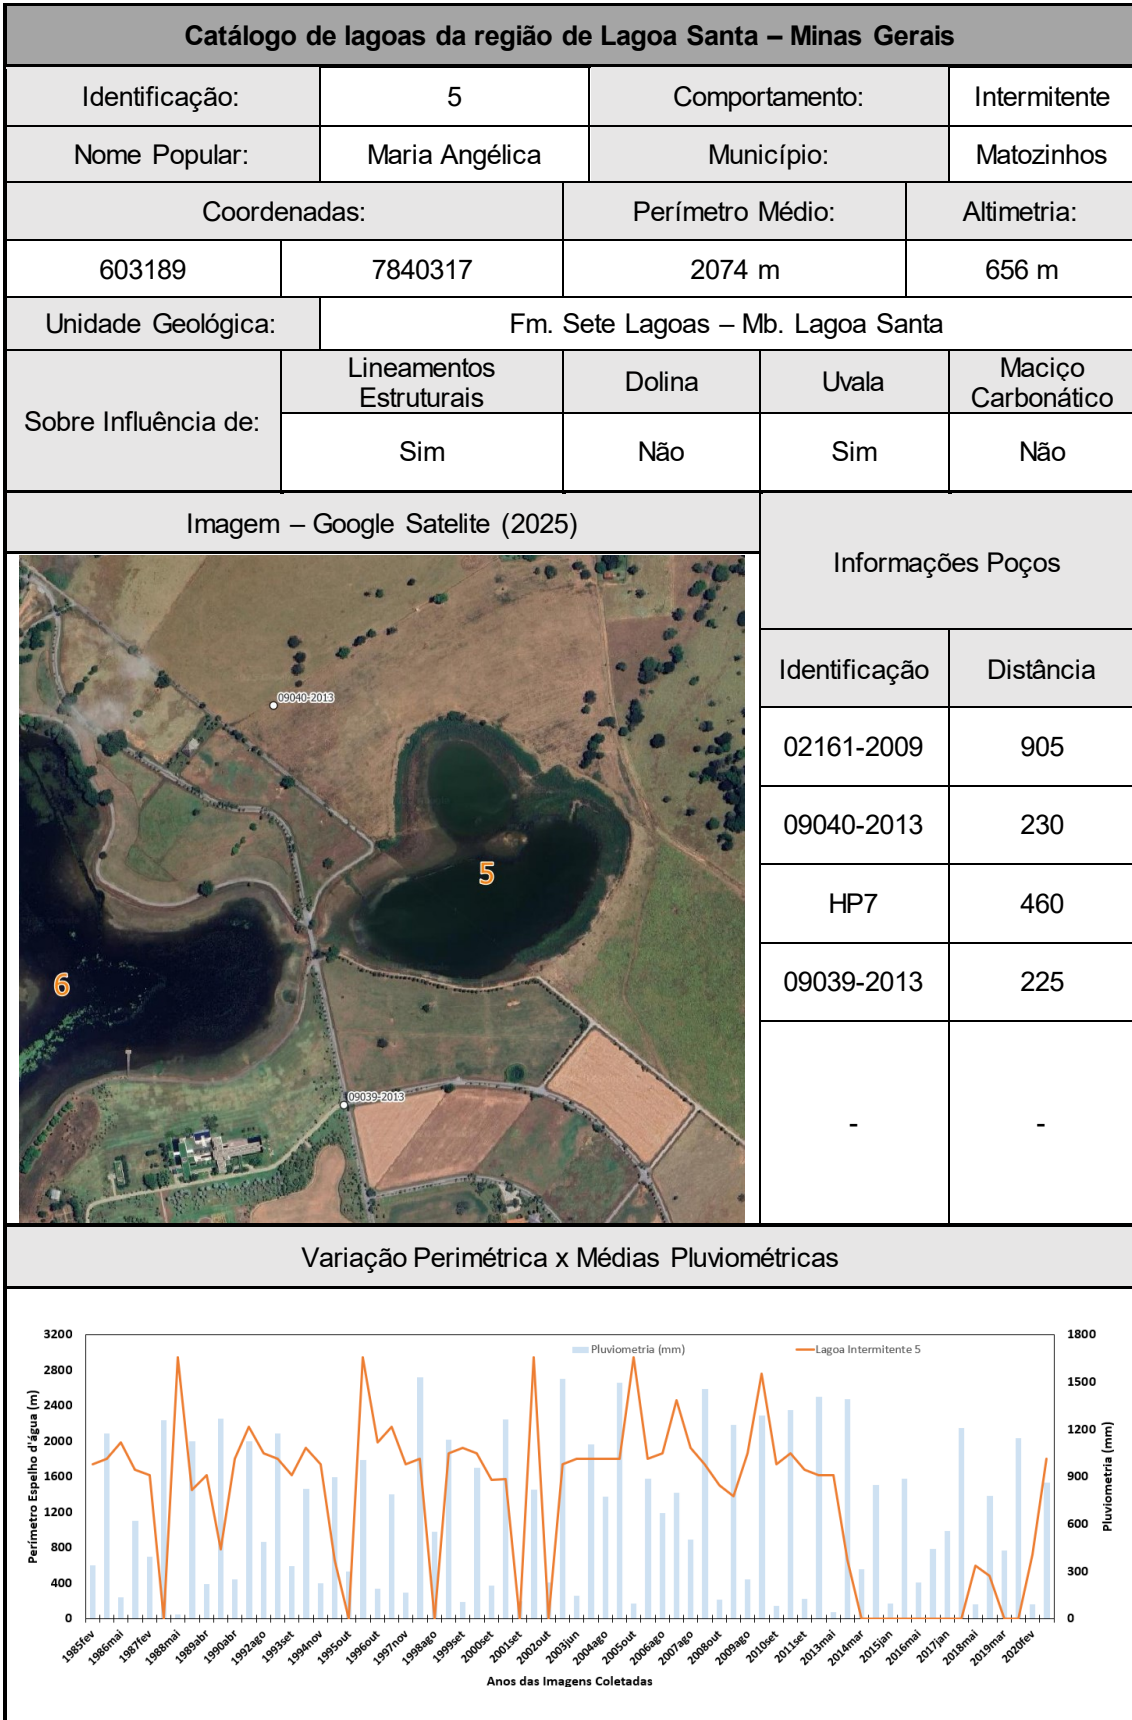 Catálogo de lagoas da região de Lagoa Santa – Minas Gerais
Identificação: 5 Comportamento: Intermitente
Nome Popular: Maria Angélica Município: Matozinhos
Coordenadas: Perímetro Médio: Altimetria:
603189 7840317 2074 m 656 m
Unidade Geológica: Fm. Sete Lagoas – Mb. Lagoa Santa
Sobre Influência de:
Lineamentos Estruturais Dolina Uvala Maciço Carbonático
Sim Não Sim Não
Imagem – Google Satelite (2025)
09040-2013
5
6
09039-2013
Informações Poços
Identificação Distância
02161-2009 905
09040-2013 230
HP7 460
09039-2013 225
- -
Variação Perimétrica x Médias Pluviométricas
Pluviometria (mm) Lagoa Intermitente 5
Perímetro Espelho d'água (m)
3200
2800
2400
2000
1600
1200
800
400
0
1800
1500
1200
900
600
300
0
Pluviometria (mm)
1985fev 1986mai 1987fev 1988mai 1989abr 1990abr 1992ago 1993set 1994nov 1995out 1996out 1997nov 1998ago 1999set 2000set 2001set 2002out 2003jun 2004ago 2005out 2006ago 2007ago 2008out 2009ago 2010set 2011set 2013mai 2014mar 2015jan 2016mai 2017jan 2018mai 2019mar 2020fev
Anos das Imagens Coletadas